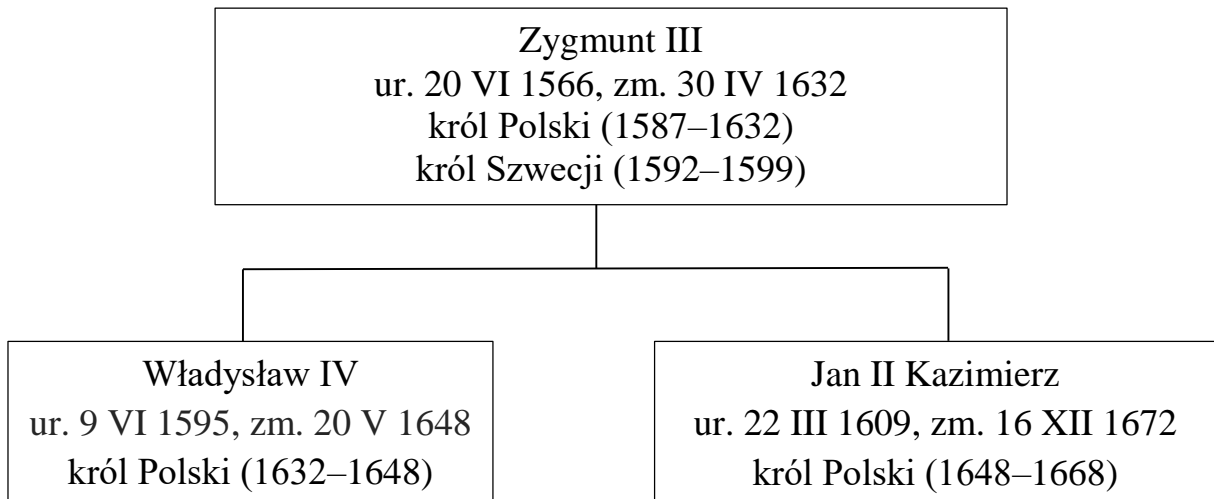 Zygmunt III
ur. 20 VI 1566, zm. 30 IV 1632
król Polski (1587–1632)
król Szwecji (1592–1599)
Władysław IV
ur. 9 VI 1595, zm. 20 V 1648
król Polski (1632–1648)
Jan II Kazimierz
ur. 22 III 1609, zm. 16 XII 1672
król Polski (1648–1668)